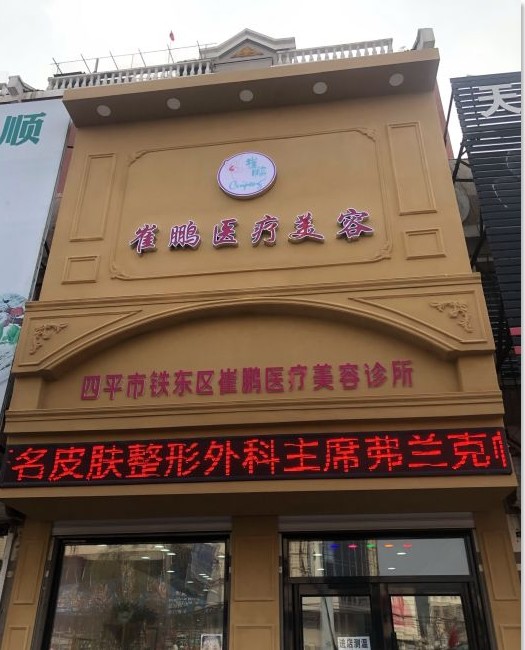 顺
天
崔鹏
崔鹏医疗美容
四平市铁东区崔鹏医疗美容诊所
名皮肤整形外科主席弗兰克